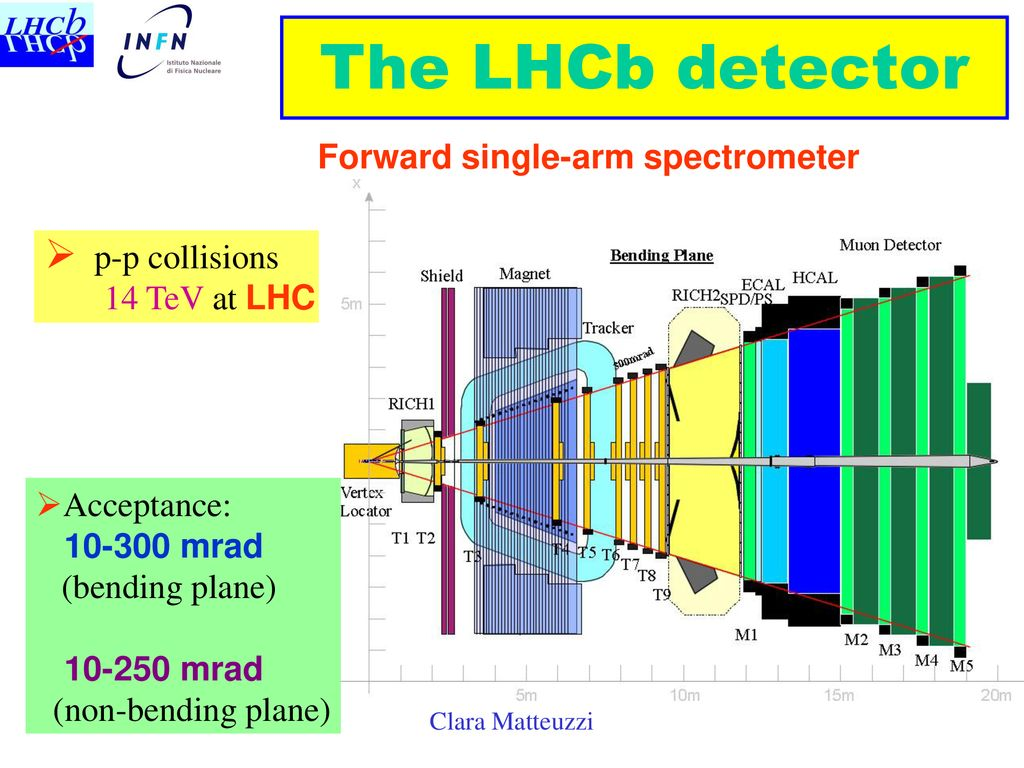 LHCb
LHCb
INFN
Istituto Nazionale
di Fisica Nucleare
The LHCb detector
Forward single-arm spectrometer
x
➢ p-p collisions
14 TeV at LHC
5m
Shield
Magnet
Bending Plane
Muon Detector
RICH2
SPD/PS
ECAL
HCAL
Tracker
300mrad
RICH1
Vertex
Locator
T1 T2
T3
T4 T5 T6
T7
T8
T9
M1
M2
M3
M4
M5
➢Acceptance:
10-300 mrad
(bending plane)
10-250 mrad
(non-bending plane)
5m
10m
15m
20m
Clara Matteuzzi